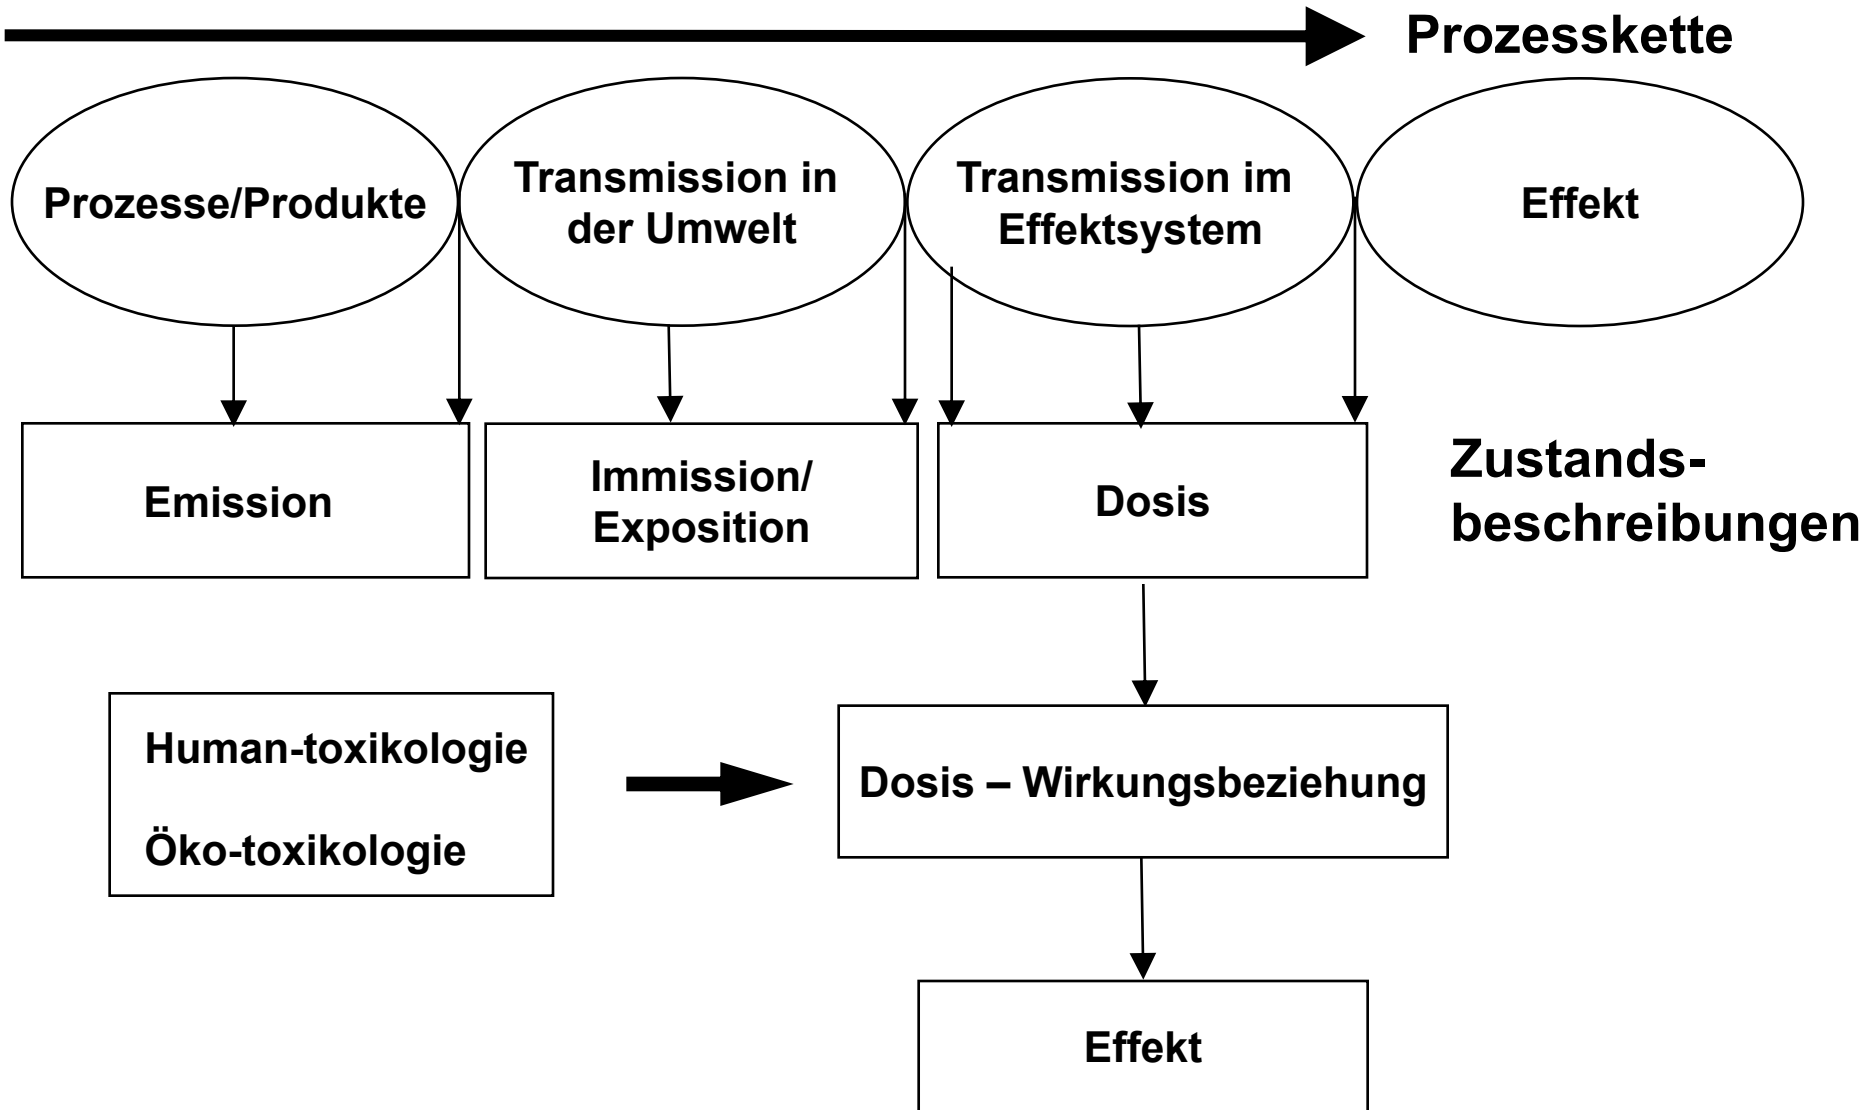 Prozesskette
Prozesse/Produkte
Transmission in
der Umwelt
Transmission im
Effektsystem
Effekt
Emission
Immission/
Exposition
Dosis
Zustands-
beschreibungen
Human-toxikologie
Öko-toxikologie
Dosis – Wirkungsbeziehung
Effekt